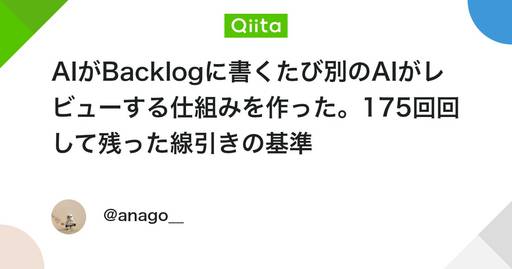 Qiita
AIがBacklogに書くたび別のAIがレ
ビューする仕組みを作った。175回回
して残った線引きの基準
@anago__